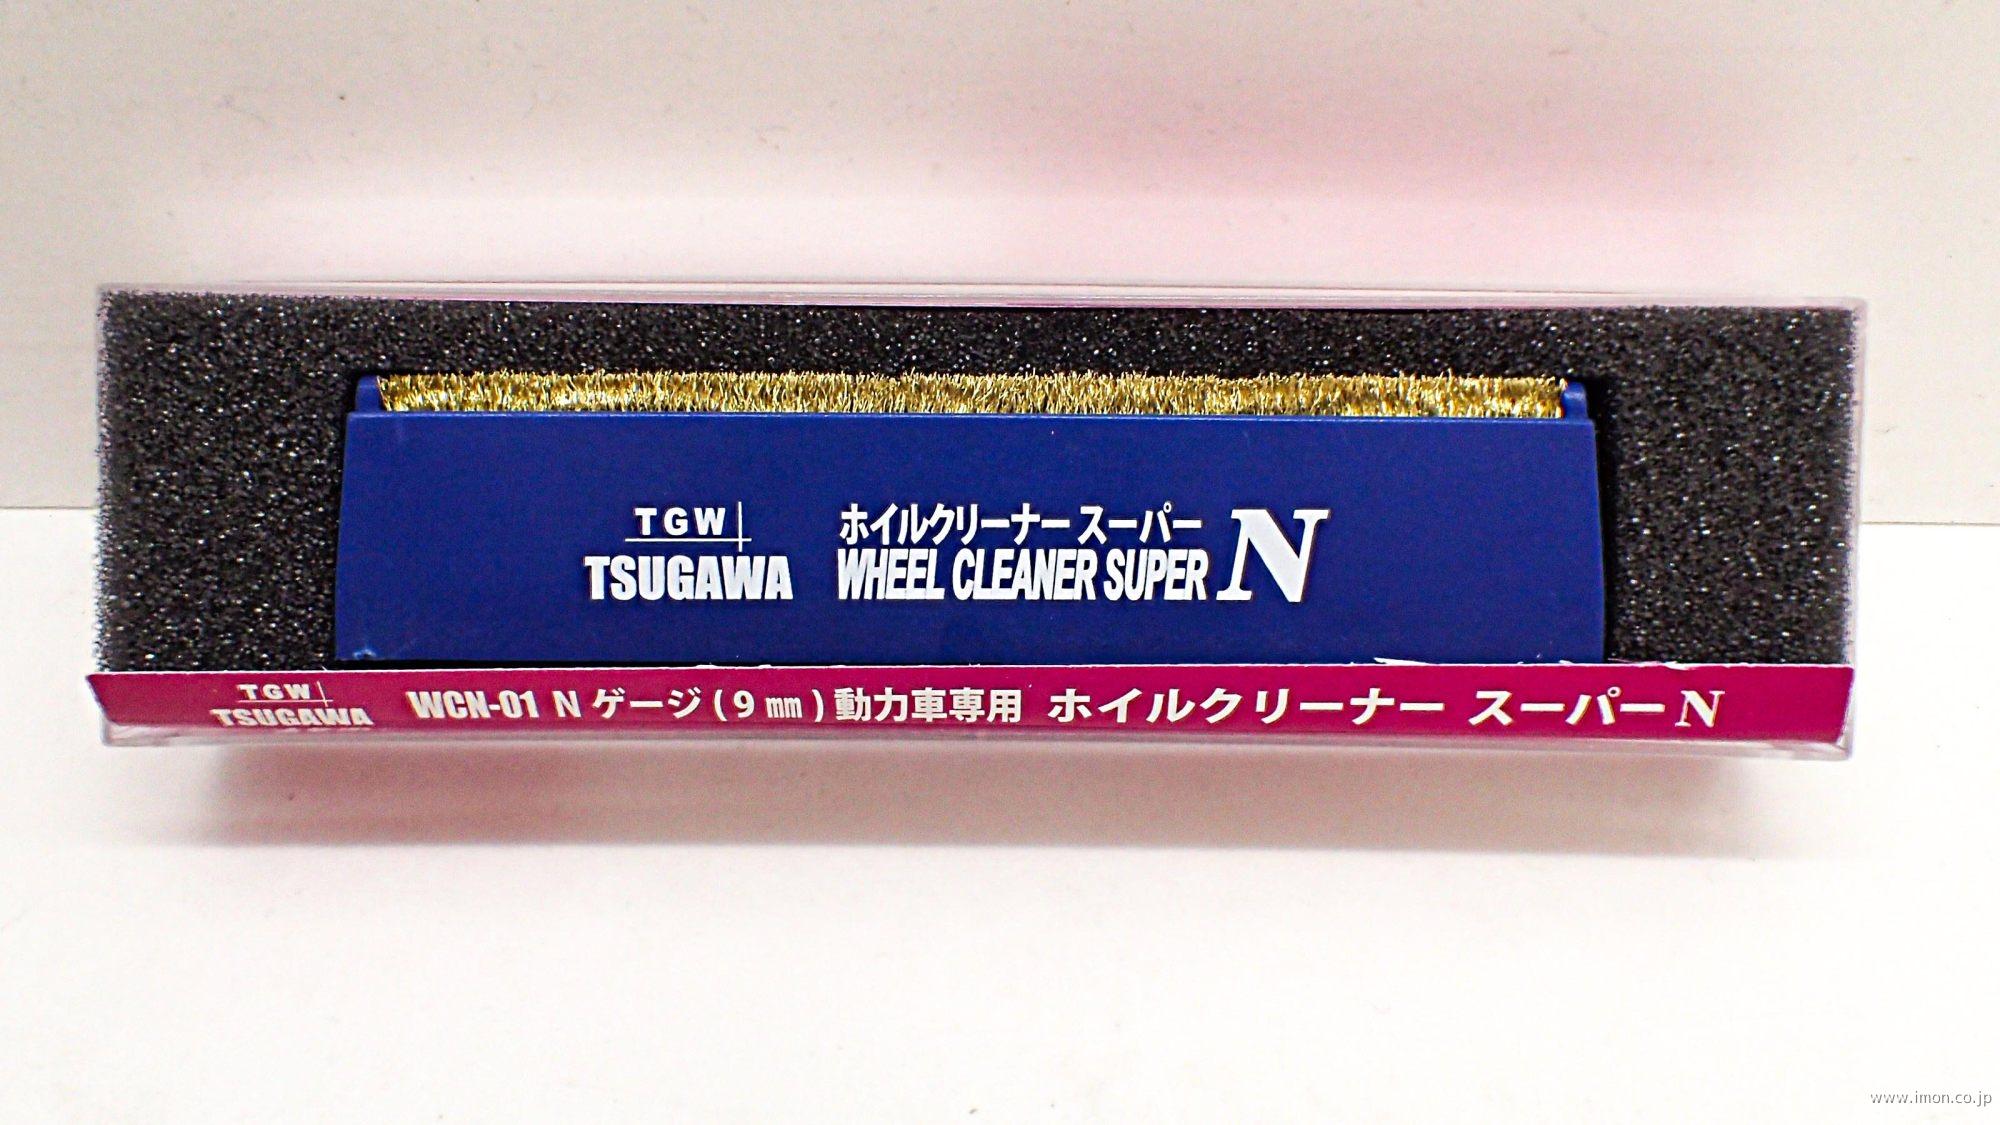 TGW
TSUGAWA
ホイルクリーナー スーパー
WHEEL CLEANER SUPER N
TGW
TSUGAWA
WCN-01 N ゲージ(9㎜)動力車専用 ホイルクリーナー スーパーN
www.imon.co.jp